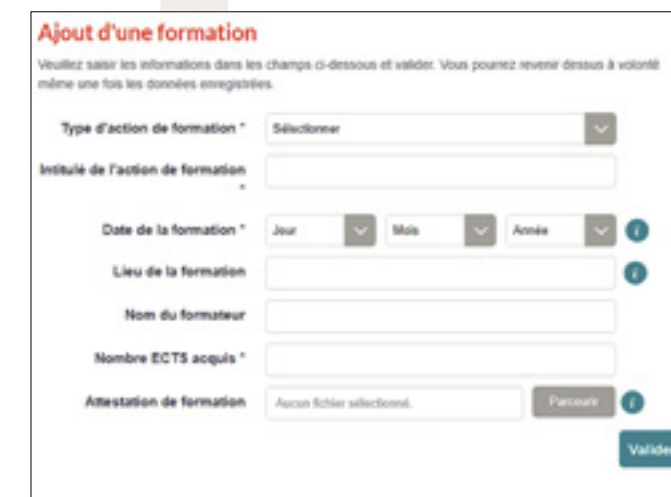 Ajout d'une formation
Veuillez saisir les informations dans les champs ci-dessous et valider. Vous pourrez revenir dessus à volonté
même une fois les données enregistrées.
Type d'action de formation * Sélectionner
Intitulé de l'action de formation
*
Date de la formation * Jour Mois Année i
Lieu de la formation i
Nom du formateur
Nombre ECTS acquis *
Attestation de formation Aucun fichier sélectionné. Parcourir i
Valider